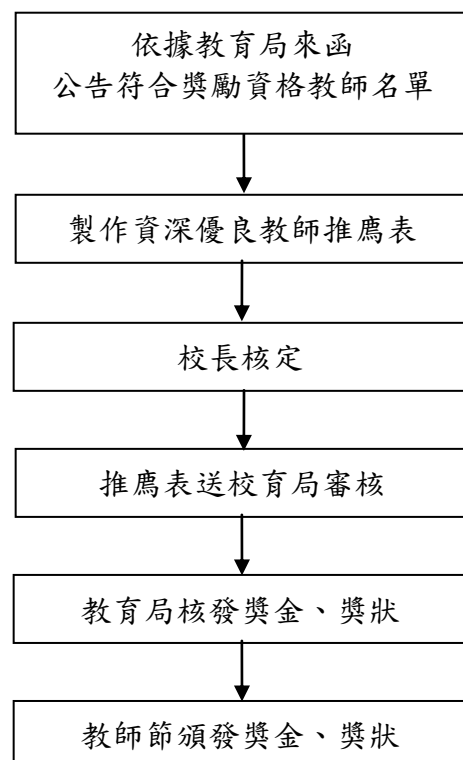 依據教育局來函
公告符合獎勵資格教師名單
製作資深優良教師推薦表
校長核定
推薦表送校育局審核
教育局核發獎金、獎狀
教師節頒發獎金、獎狀